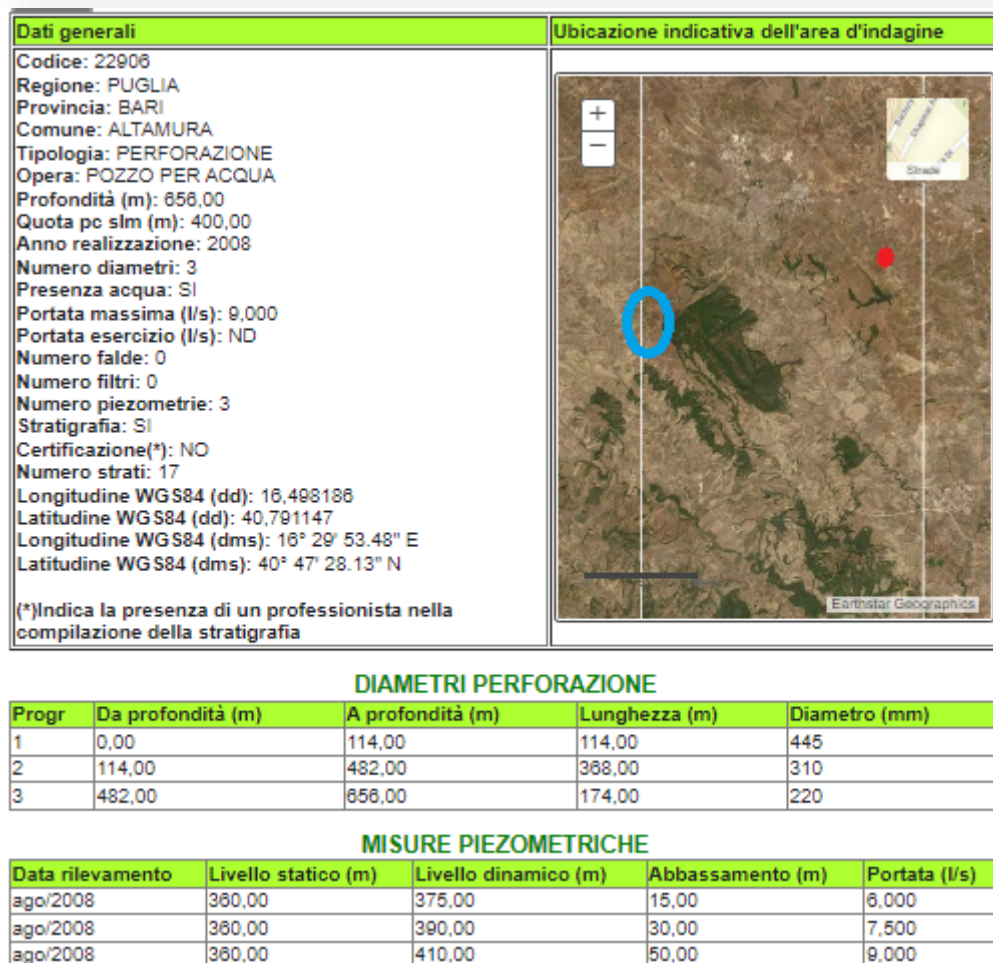 Dati generali
Ubicazione indicativa dell'area d'indagine
Codice: 22906
Regione: PUGLIA
Provincia: BARI
Comune: ALTAMURA
Tipologia: PERFORAZIONE
Opera: POZZO PER ACQUA
Profondità (m): 656,00
Quota pc slm (m): 400,00
Anno realizzazione: 2008
Numero diametri: 3
Presenza acqua: SI
Portata massima (l/s): 9,000
Portata esercizio (l/s): ND
Numero falde: 0
Numero filtri: 0
Numero piezometrie: 3
Stratigrafia: SI
Certificazione(*): NO
Numero strati: 17
Longitudine WGS84 (dd): 16,498186
Latitudine WGS84 (dd): 40,791147
Longitudine WGS84 (dms): 16° 29' 53.48" E
Latitudine WGS84 (dms): 40° 47' 28.13" N
(*)Indica la presenza di un professionista nella
compilazione della stratigrafia
+
−
Strade
Earthstar Geographics
DIAMETRI PERFORAZIONE
Progr Da profondità (m) A profondità (m) Lunghezza (m) Diametro (mm)
1 0,00 114,00 114,00 445
2 114,00 482,00 368,00 310
3 482,00 656,00 174,00 220
MISURE PIEZOMETRICHE
Data rilevamento Livello statico (m) Livello dinamico (m) Abbassamento (m) Portata (l/s)
ago/2008 360,00 375,00 15,00 6,000
ago/2008 360,00 390,00 30,00 7,500
ago/2008 360,00 410,00 50,00 9,000